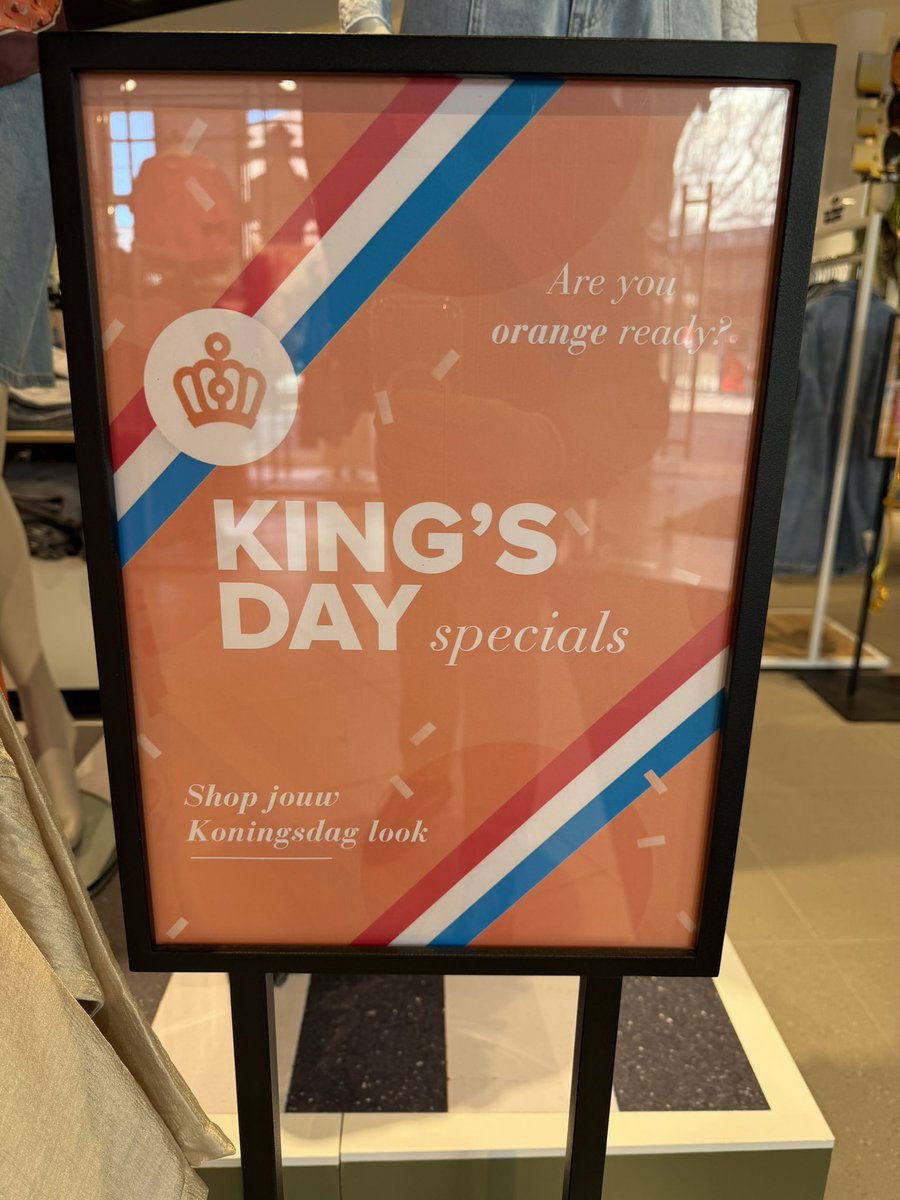 Are you
orange ready?
KING'S
DAY specials
Shop jouw
Koningsdag look